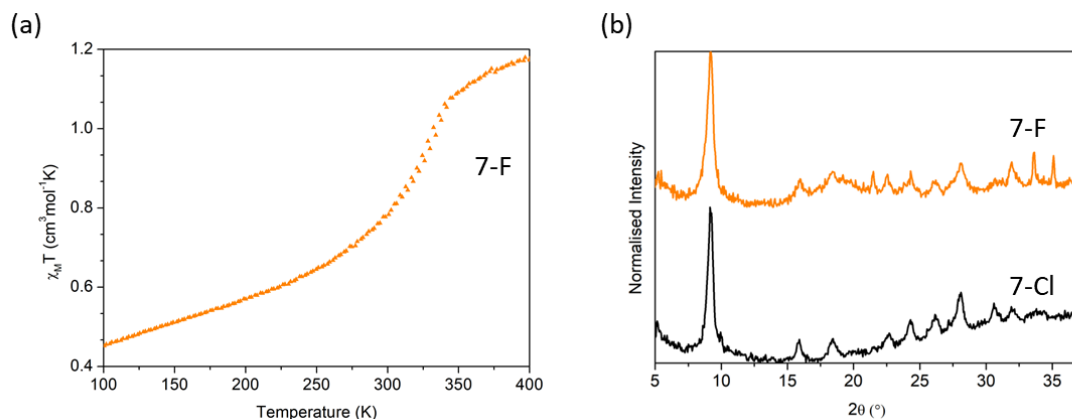 (a)
χMT (cm³mol⁻¹K)
1.2
1.0
0.8
0.6
0.4
100
150
200
250
300
350
400
Temperature (K)
7-F
(b)
Normalised Intensity
7-F
7-Cl
5
10
15
20
25
30
35
2θ (°)